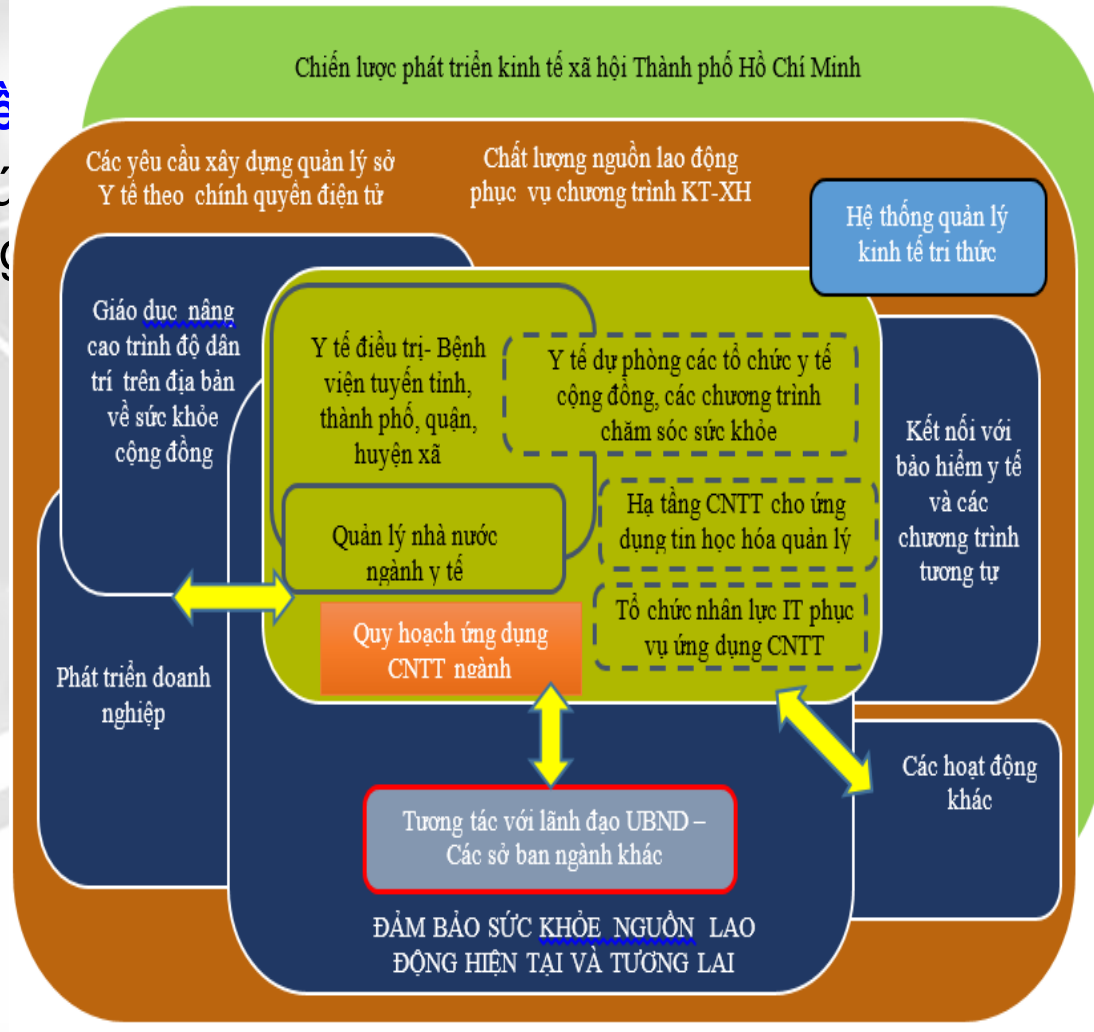 Chiến lược phát triển kinh tế xã hội Thành phố Hồ Chí Minh
Các yêu cầu xây dựng quản lý sở
Y tế theo chính quyền điện tử
Chất lượng nguồn lao động
phục vụ chương trình KT-XH
Hệ thống quản lý
kinh tế tri thức
Giáo dục nâng
cao trình độ dân
trí trên địa bản
về sức khỏe
cộng đồng
Y tế điều trị- Bệnh
viện tuyến tỉnh,
thành phố, quận,
huyện xã
Y tế dự phòng các tổ chức y tế
cộng đồng, các chương trình
chăm sóc sức khỏe
Kết nối với
bảo hiểm y tế
và các
chương trình
tương tự
Quản lý nhà nước
ngành y tế
Hạ tầng CNTT cho ứng
dụng tin học hóa quản lý
Quy hoạch ứng dụng
CNTT ngành
Tổ chức nhân lực IT phục
vụ ứng dụng CNTT
Phát triển doanh
nghiệp
Các hoạt động
khác
Tương tác với lãnh đạo UBND –
Các sở ban ngành khác
ĐẢM BẢO SỨC KHỎE NGUỒN LAO
ĐỘNG HIỆN TẠI VÀ TƯƠNG LAI